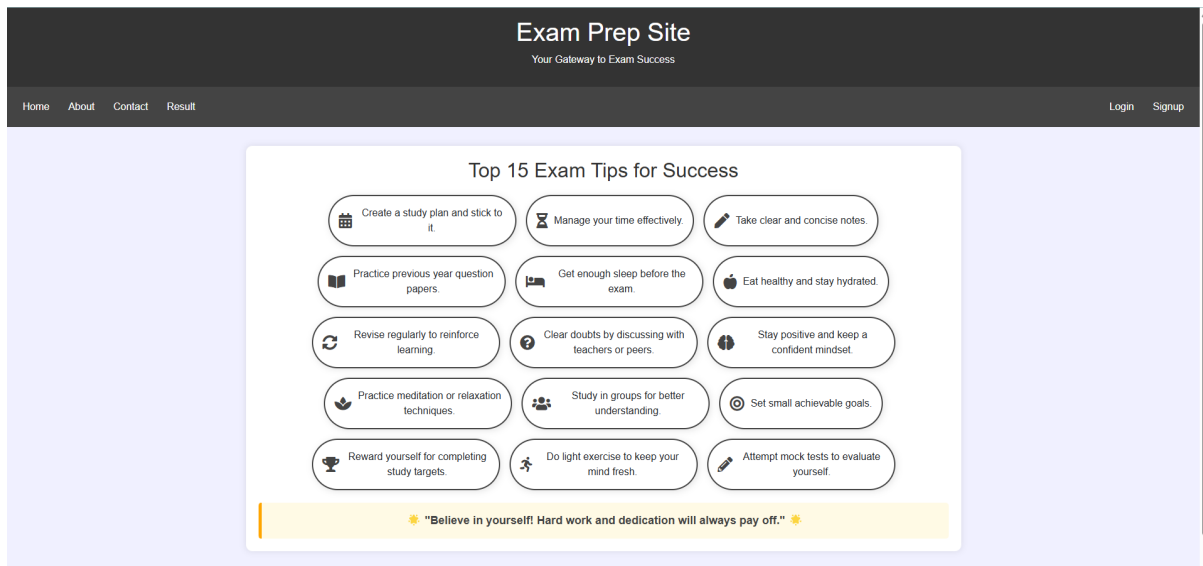 Exam Prep Site
Your Gateway to Exam Success
Home About Contact Result Login Signup
Top 15 Exam Tips for Success
Create a study plan and stick to
it.
Manage your time effectively.
Take clear and concise notes.
Practice previous year question
papers.
Get enough sleep before the
exam.
Eat healthy and stay hydrated.
Revise regularly to reinforce
learning.
Clear doubts by discussing with
teachers or peers.
Stay positive and keep a
confident mindset.
Practice meditation or relaxation
techniques.
Study in groups for better
understanding.
Set small achievable goals.
Reward yourself for completing
study targets.
Do light exercise to keep your
mind fresh.
Attempt mock tests to evaluate
yourself.
🌟 "Believe in yourself! Hard work and dedication will always pay off." 🌟